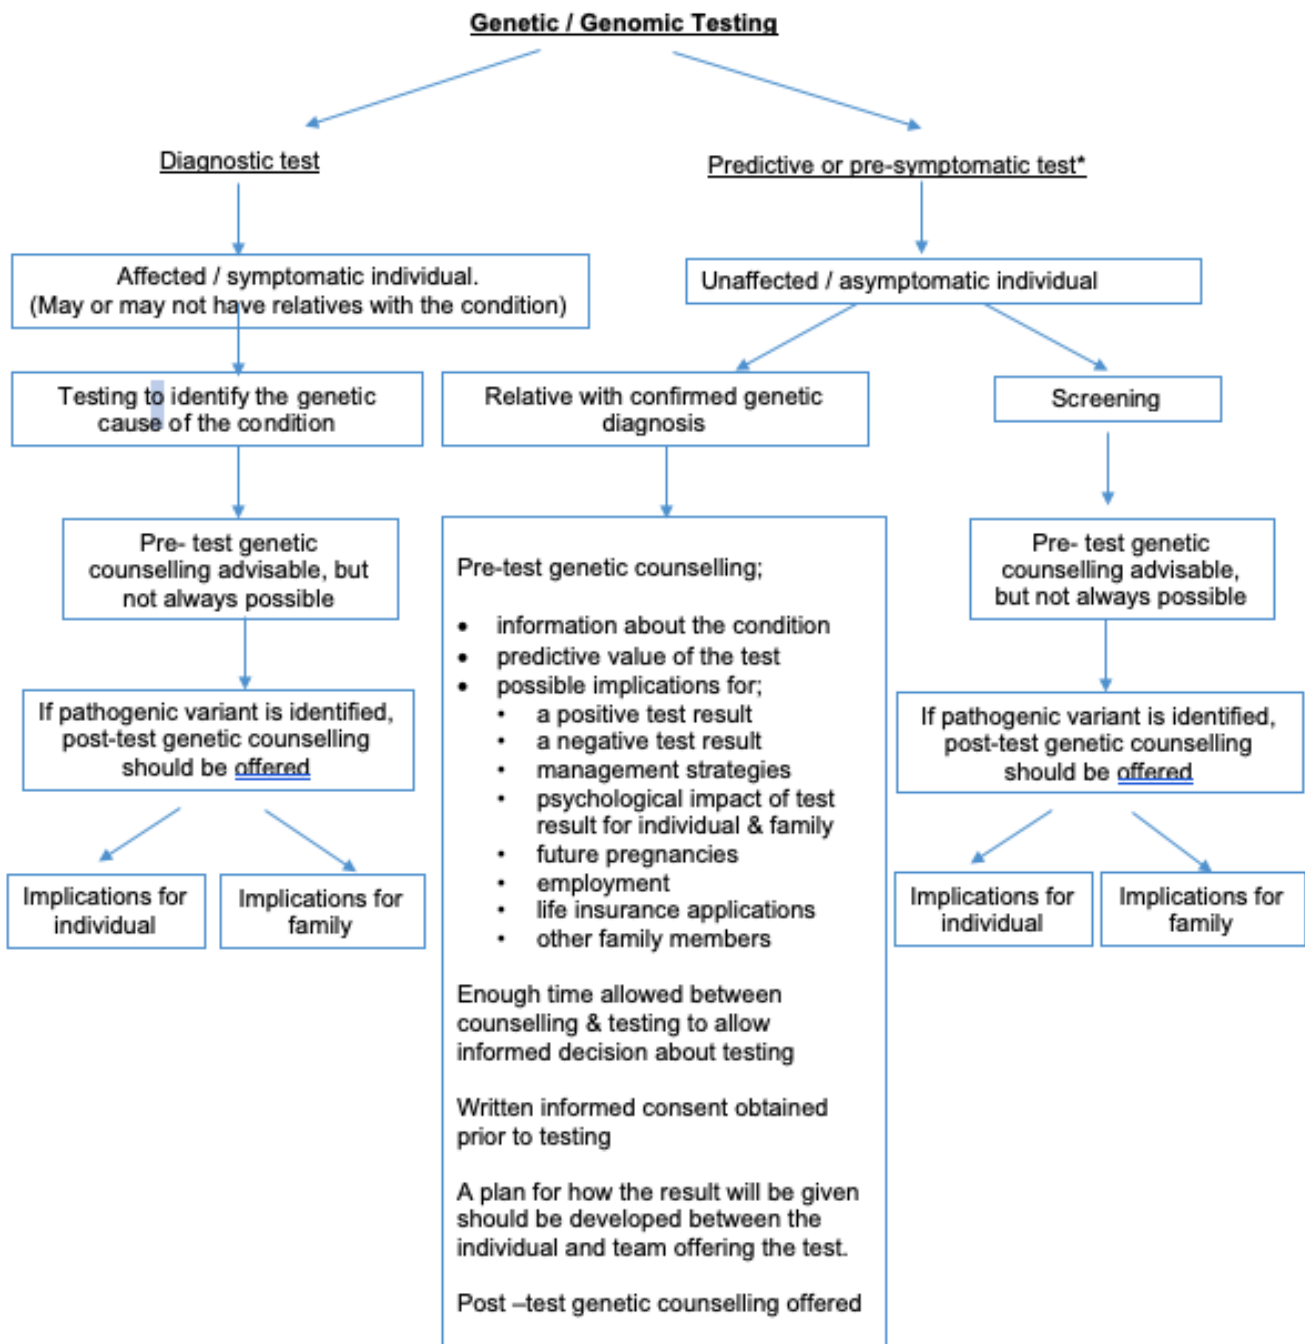 Genetic / Genomic Testing
Diagnostic test
Predictive or pre-symptomatic test*
Affected / symptomatic individual.
(May or may not have relatives with the condition)
Unaffected / asymptomatic individual
Testing to identify the genetic
cause of the condition
Relative with confirmed genetic
diagnosis
Screening
Pre- test genetic
counselling advisable, but
not always possible
If pathogenic variant is identified,
post-test genetic counselling
should be offered
Implications for
individual
Implications for
family
Pre-test genetic counselling;
• information about the condition
• predictive value of the test
• possible implications for;
• a positive test result
• a negative test result
• management strategies
• psychological impact of test
result for individual & family
• future pregnancies
• employment
• life insurance applications
• other family members
Enough time allowed between
counselling & testing to allow
informed decision about testing
Written informed consent obtained
prior to testing
A plan for how the result will be given
should be developed between the
individual and team offering the test.
Post –test genetic counselling offered
Pre- test genetic
counselling advisable,
but not always possible
If pathogenic variant is identified,
post-test genetic counselling
should be offered
Implications for
individual
Implications for
family